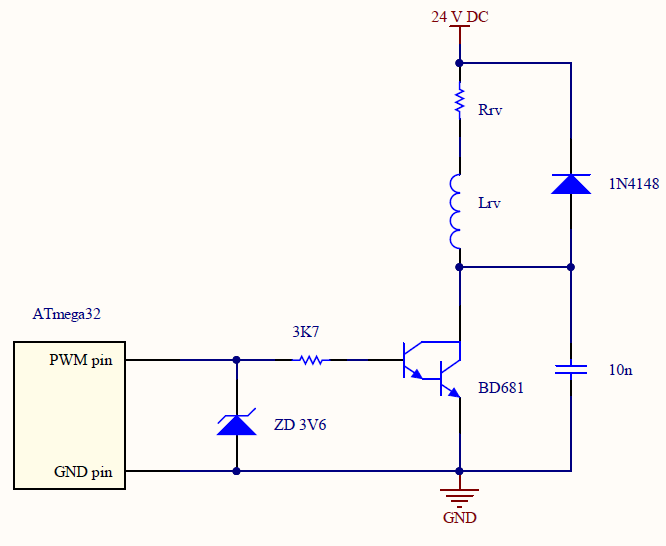 24 V DC
Rrv
1N4148
Lrv
ATmega32
3K7
PWM pin
10n
BD681
ZD 3V6
GND pin
GND